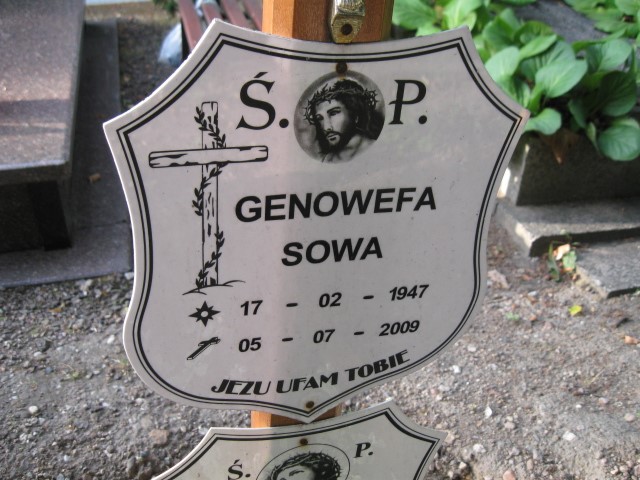 Ś. P.
GENOWEFA
SOWA
17 - 02 - 1947
05 - 07 - 2009
JEZU UFAM TOBIE
Ś. P.